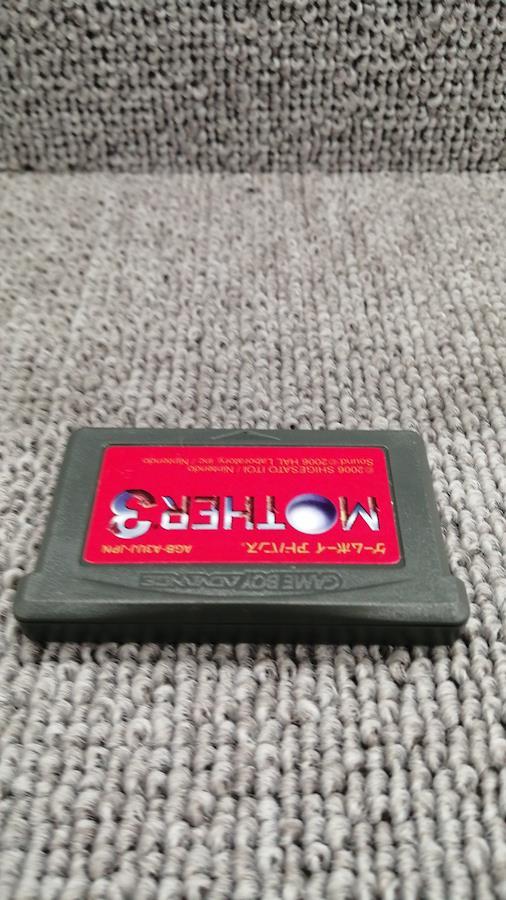 GAME BOY ADVANCE
ゲームボーイアドバンス。 AGB-A3UJ-JPN
MOTHER3
©2006 SHIGESATO ITOI / Nintendo
Sound:©2006 HAL Laboratory, inc / Nintendo